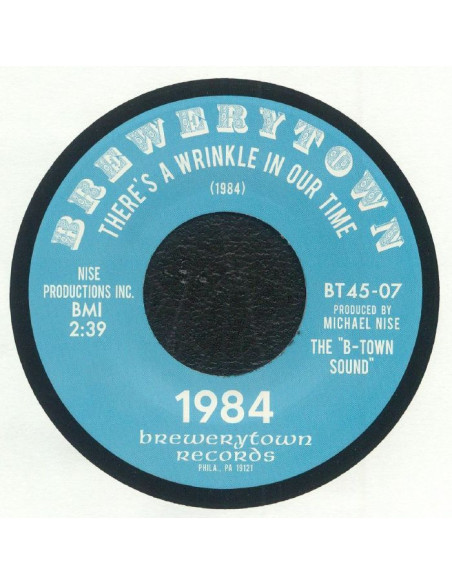 BREWERYTOWN
THERE'S A WRINKLE IN OUR TIME
(1984)
NISE
PRODUCTIONS INC.
BMI
2:39
BT45-07
PRODUCED BY
MICHAEL NISE
THE "B-TOWN
SOUND"
1984
brewerytown
RECORDS
PHILA., PA 19121